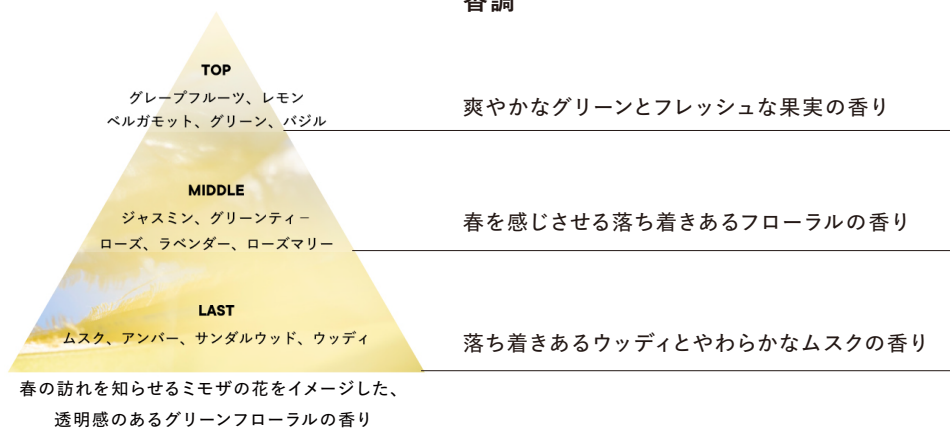 香調
TOP
グレープフルーツ、レモン
ベルガモット、グリーン、バジル
爽やかなグリーンとフレッシュな果実の香り
MIDDLE
ジャスミン、グリーンティー
ローズ、ラベンダー、ローズマリー
春を感じさせる落ち着きあるフローラルの香り
LAST
ムスク、アンバー、サンダルウッド、ウッディ
落ち着きあるウッディとやわらかなムスクの香り
春の訪れを知らせるミモザの花をイメージした、
透明感のあるグリーンフローラルの香り